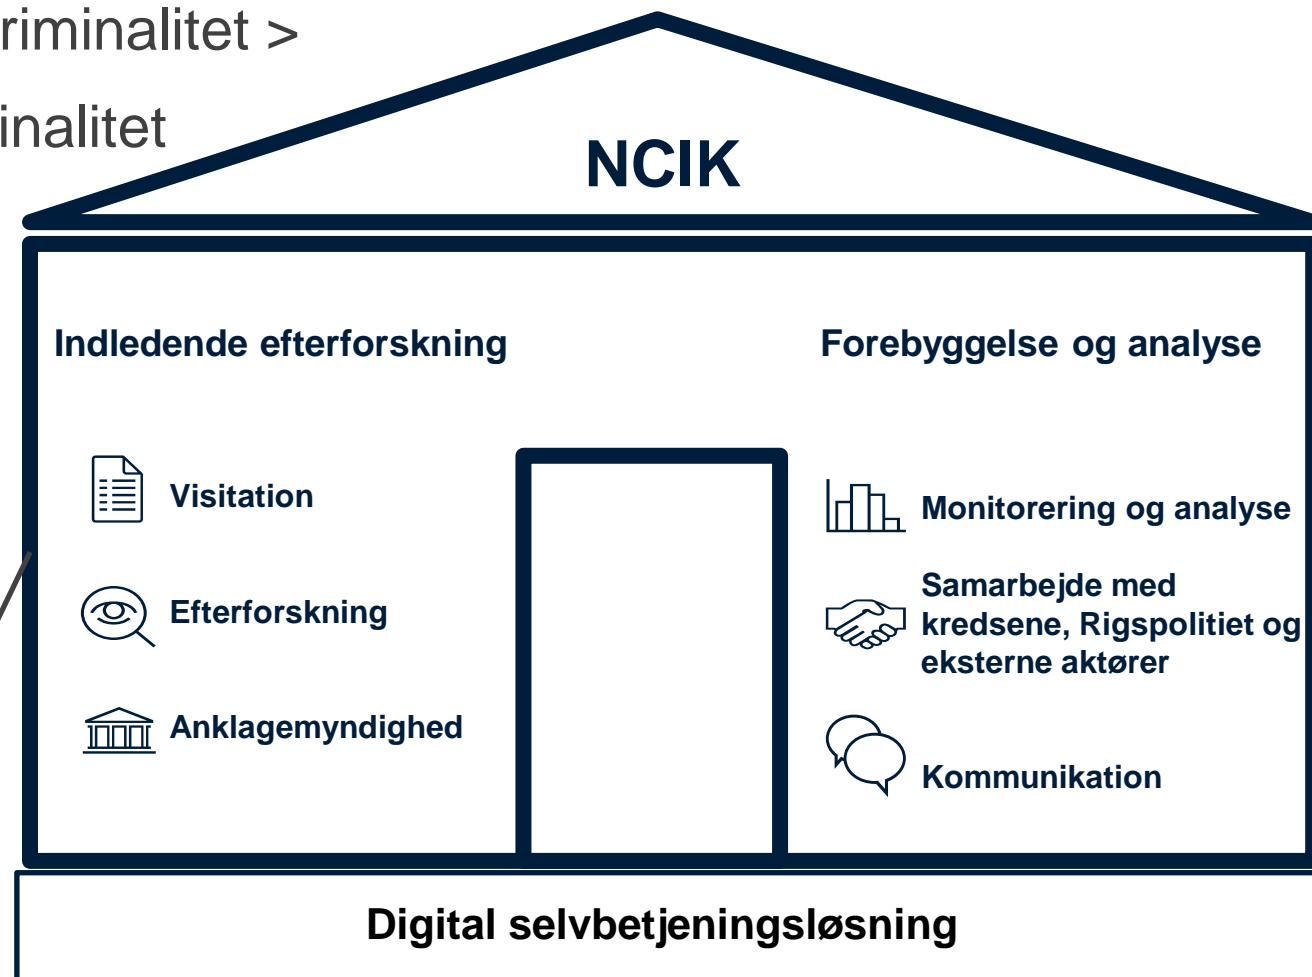 riminalitet >
inalitet
NCIK
Indledende efterforskning
Visitation
Efterforskning
Anklagemyndighed
Forebyggelse og analyse
Monitorering og analyse
Samarbejde med
kredsene, Rigspolitiet og
eksterne aktører
Kommunikation
Digital selvbetjeningsløsning